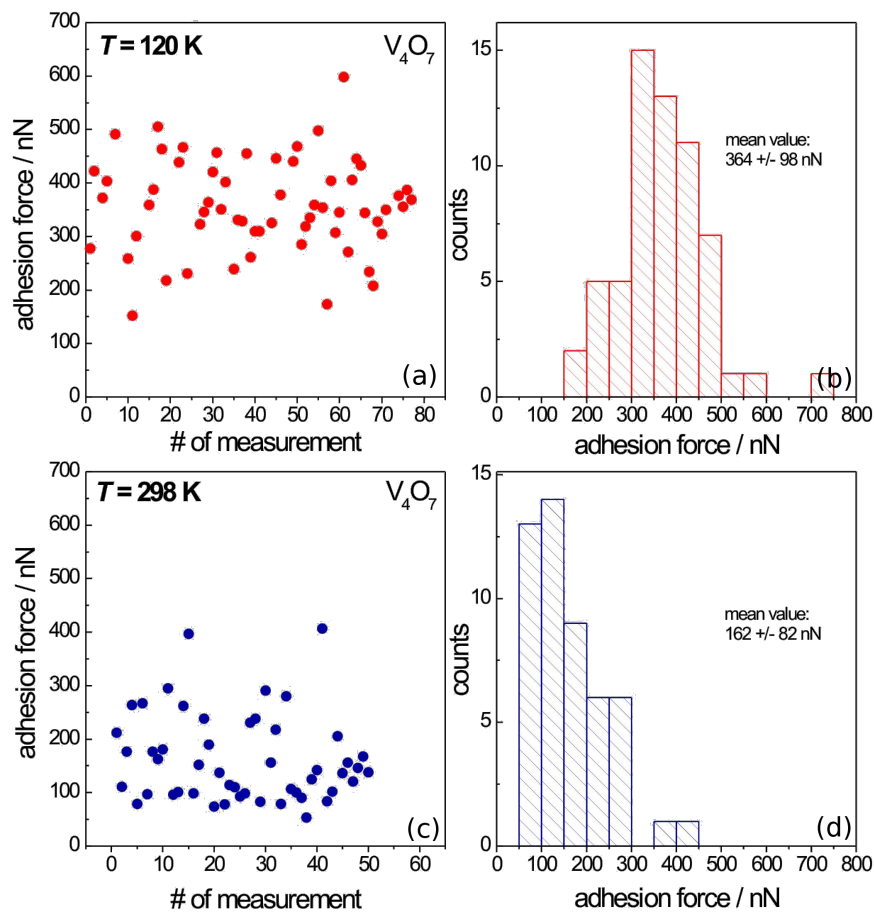 T = 120 K
V4O7
700
600
500
400
300
200
100
0
adhesion force / nN
0 10 20 30 40 50 60 70 80
# of measurement
(a)
15
10
5
0
counts
mean value:
364 +/- 98 nN
0 100 200 300 400 500 600 700 800
adhesion force / nN
(b)
T = 298 K
V4O7
700
600
500
400
300
200
100
0
adhesion force / nN
0 10 20 30 40 50 60
# of measurement
(c)
15
10
5
0
counts
mean value:
162 +/- 82 nN
0 100 200 300 400 500 600 700 800
adhesion force / nN
(d)